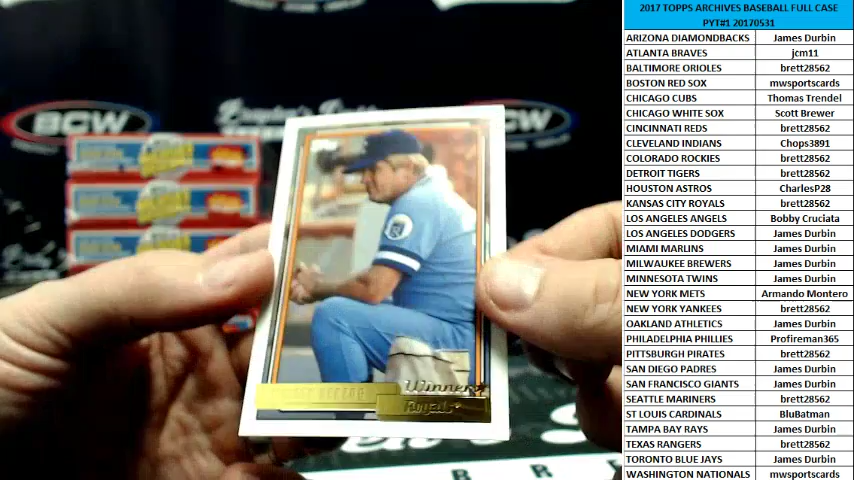 2017 TOPPS ARCHIVES BASEBALL FULL CASE
PYT#1 20170531
ARIZONA DIAMONDBACKS James Durbin
ATLANTA BRAVES jcm11
BALTIMORE ORIOLES brett28562
BOSTON RED SOX mwsportscards
CHICAGO CUBS Thomas Trendel
CHICAGO WHITE SOX Scott Brewer
CINCINNATI REDS brett28562
CLEVELAND INDIANS Chops3891
COLORADO ROCKIES brett28562
DETROIT TIGERS brett28562
HOUSTON ASTROS CharlesP28
KANSAS CITY ROYALS brett28562
LOS ANGELES ANGELS Bobby Cruciata
LOS ANGELES DODGERS James Durbin
MIAMI MARLINS James Durbin
MILWAUKEE BREWERS James Durbin
MINNESOTA TWINS James Durbin
NEW YORK METS Armando Montero
NEW YORK YANKEES brett28562
OAKLAND ATHLETICS James Durbin
PHILADELPHIA PHILLIES Profireman365
PITTSBURGH PIRATES brett28562
SAN DIEGO PADRES James Durbin
SAN FRANCISCO GIANTS James Durbin
SEATTLE MARINERS brett28562
ST LOUIS CARDINALS BluBatman
TAMPA BAY RAYS James Durbin
TEXAS RANGERS brett28562
TORONTO BLUE JAYS James Durbin
WASHINGTON NATIONALS mwsportscards
BCW
BCW
Winner
Royals